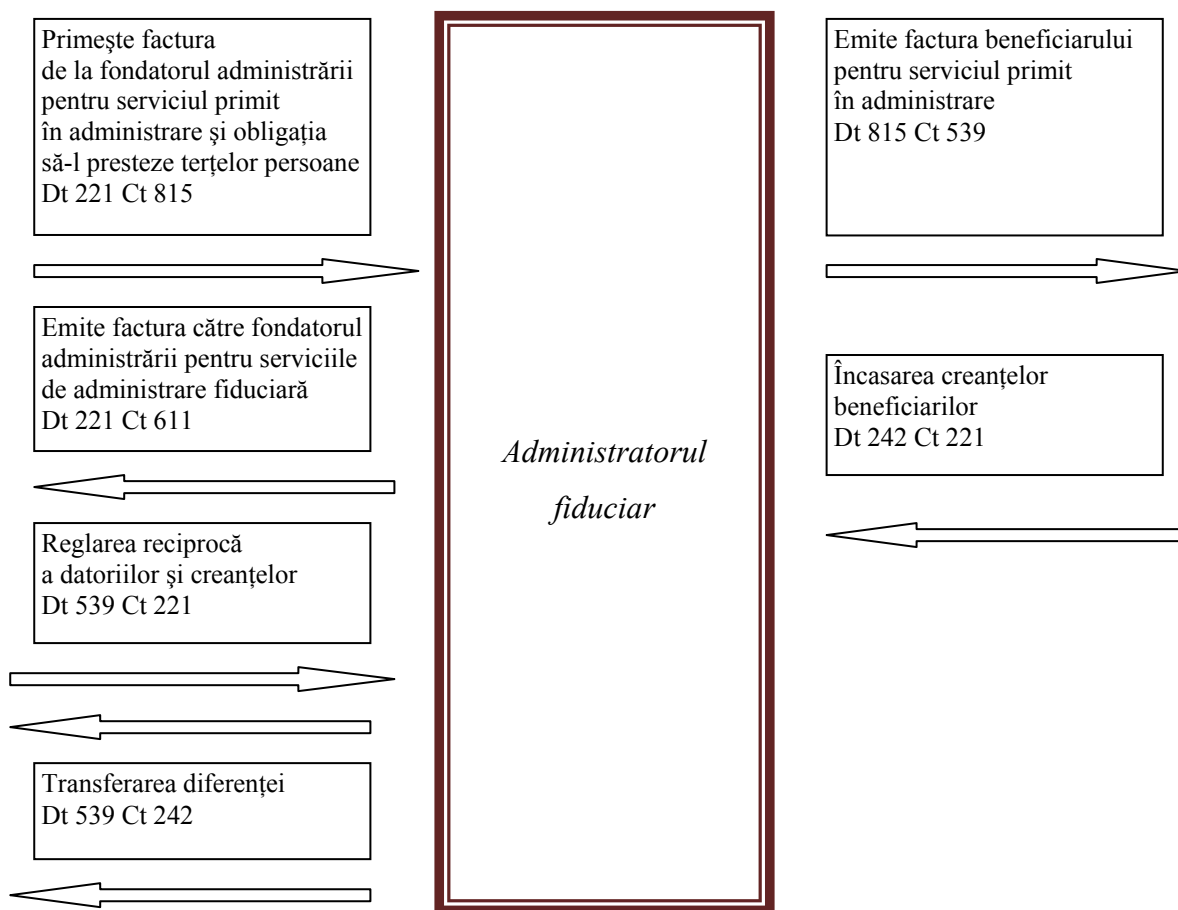 Primeşte factura
de la fondatorul administrării
pentru serviciul primit
în administrare şi obligația
să-l presteze terțelor persoane
Dt 221 Ct 815
Emite factura către fondatorul
administrării pentru serviciile
de administrare fiduciară
Dt 221 Ct 611
Reglarea reciprocă
a datoriilor şi creanțelor
Dt 539 Ct 221
Transferarea diferenței
Dt 539 Ct 242
Administratorul
fiduciar
Emite factura beneficiarului
pentru serviciul primit
în administrare
Dt 815 Ct 539
Încasarea creanțelor
beneficiarilor
Dt 242 Ct 221